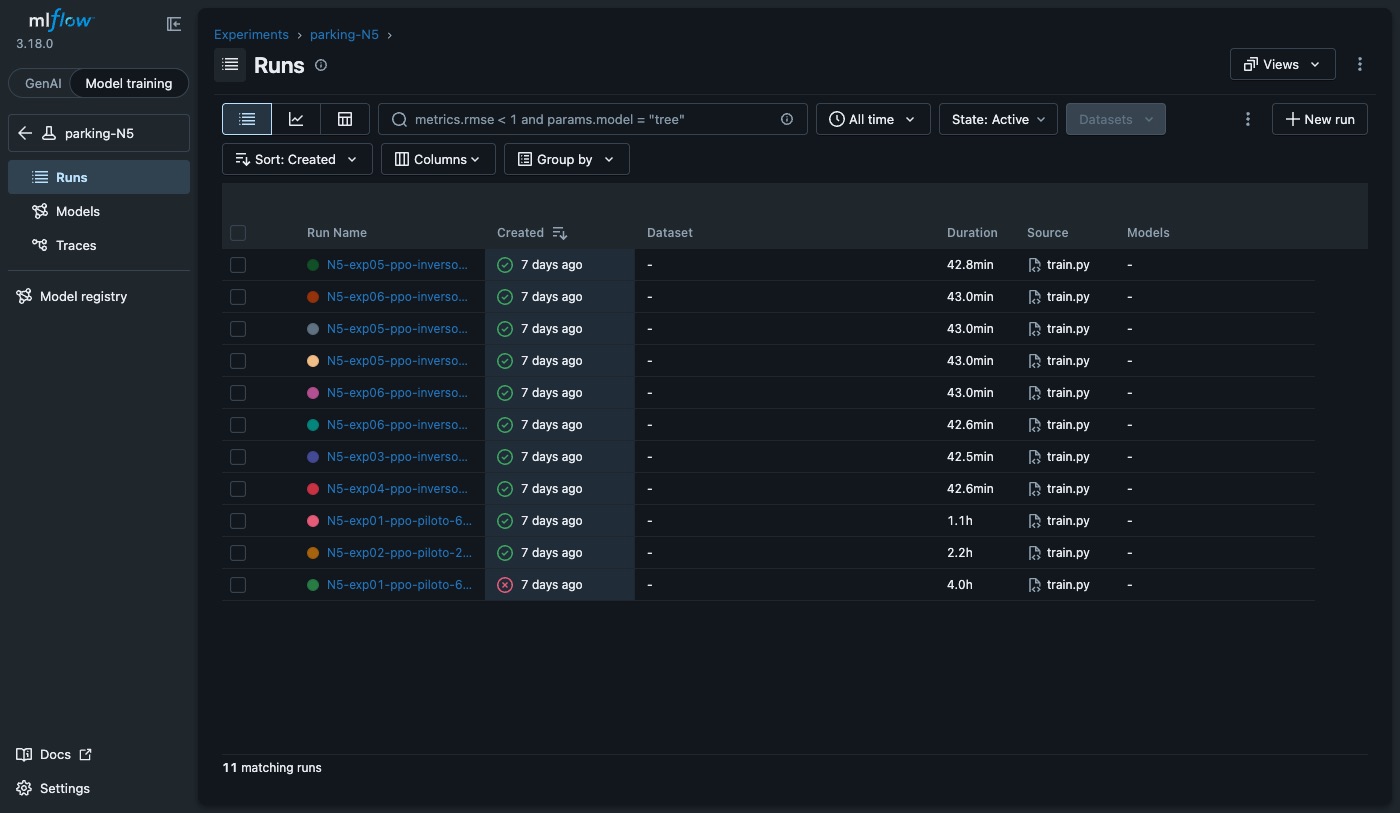 mlflow
3.18.0
GenAI Model training
parking-N5
Runs
Models
Traces
Model registry
Docs
Settings
Experiments > parking-N5 >
Runs
Views
metrics.rmse < 1 and params.model = "tree"
All time
State: Active
Datasets
New run
Sort: Created
Columns
Group by
Run Name Created Dataset Duration Source Models
N5-exp05-ppo-inverso... 7 days ago - 42.8min train.py -
N5-exp06-ppo-inverso... 7 days ago - 43.0min train.py -
N5-exp05-ppo-inverso... 7 days ago - 43.0min train.py -
N5-exp05-ppo-inverso... 7 days ago - 43.0min train.py -
N5-exp06-ppo-inverso... 7 days ago - 43.0min train.py -
N5-exp06-ppo-inverso... 7 days ago - 42.6min train.py -
N5-exp03-ppo-inverso... 7 days ago - 42.5min train.py -
N5-exp04-ppo-inverso... 7 days ago - 42.6min train.py -
N5-exp01-ppo-piloto-6... 7 days ago - 1.1h train.py -
N5-exp02-ppo-piloto-2... 7 days ago - 2.2h train.py -
N5-exp01-ppo-piloto-6... 7 days ago - 4.0h train.py -
11 matching runs